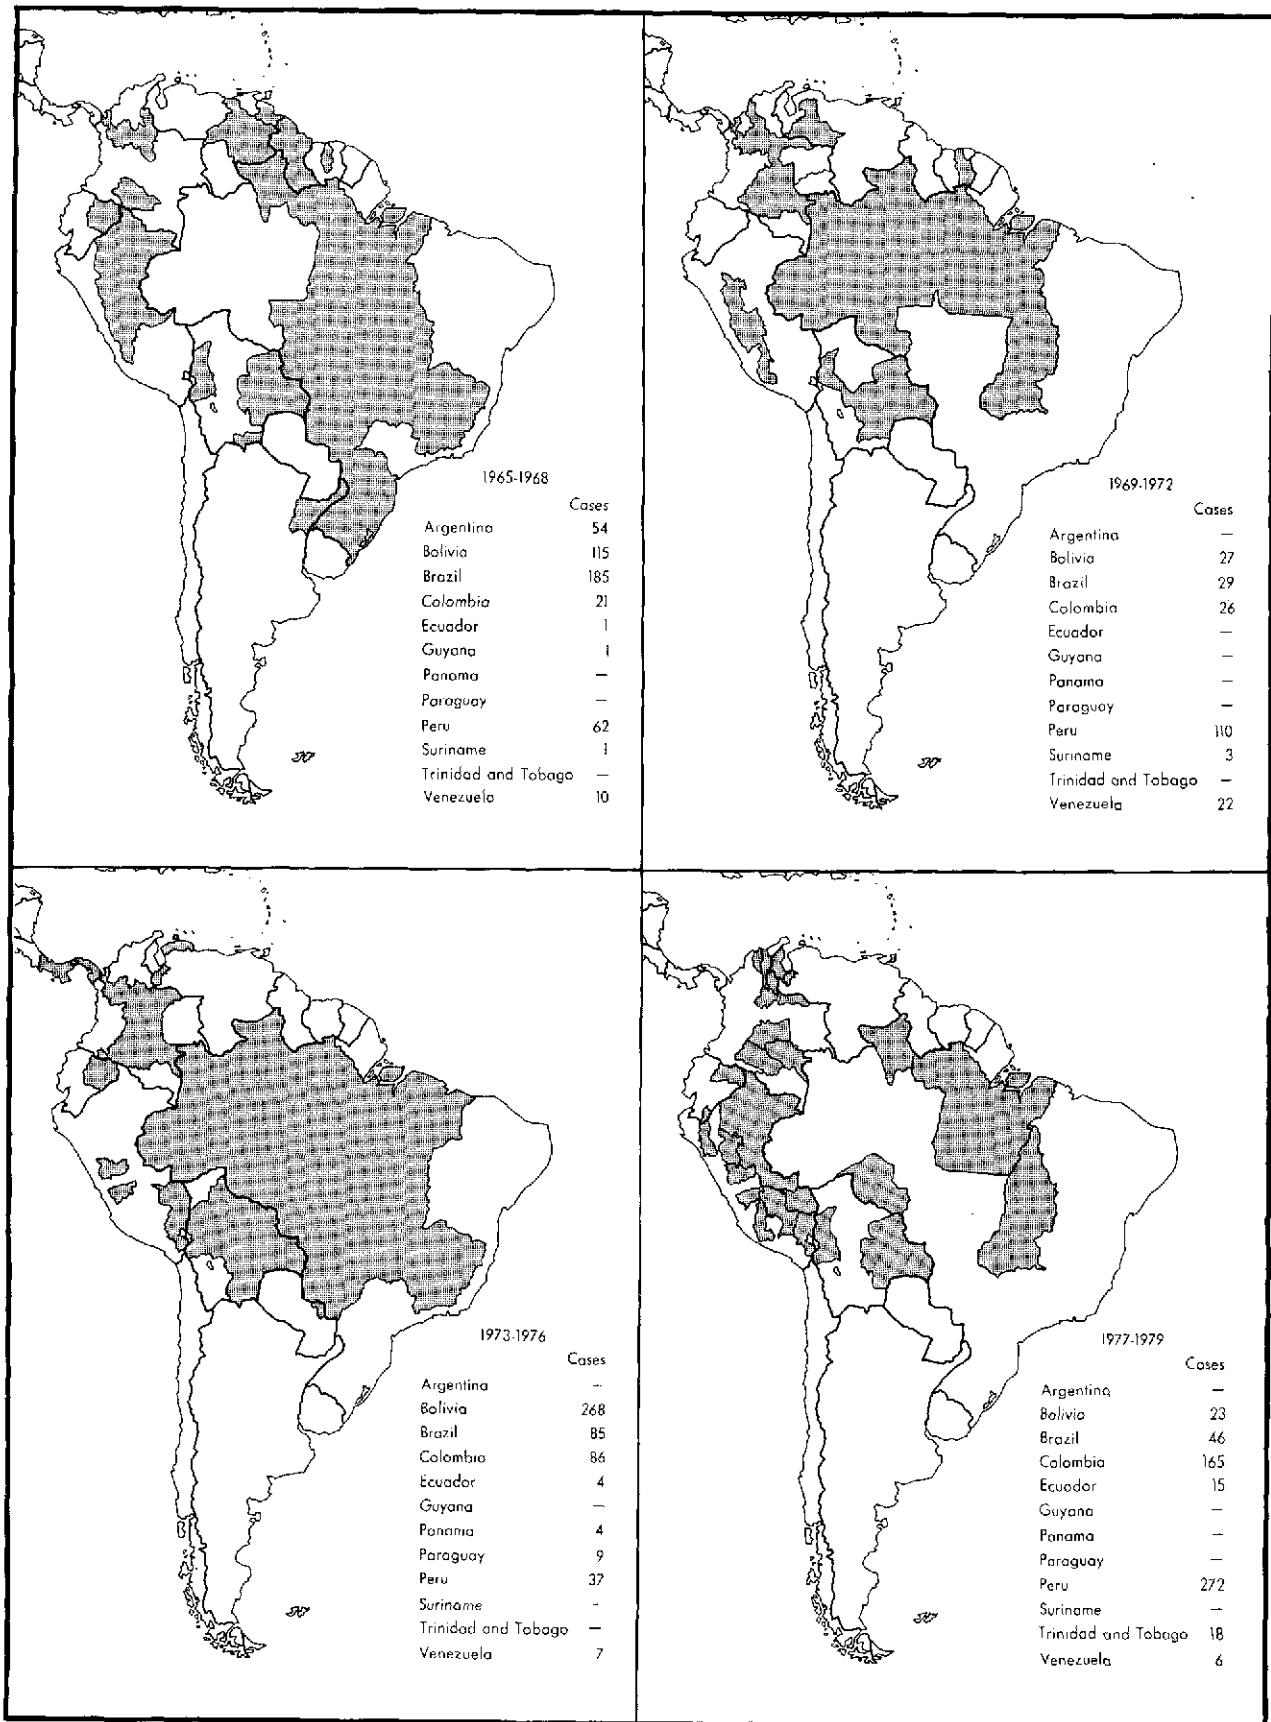 1965-1968
Cases
Argentina 54
Bolivia 115
Brazil 185
Colombia 21
Ecuador 1
Guyana 1
Panama —
Paraguay —
Peru 62
Suriname 1
Trinidad and Tobago —
Venezuela 10
1969-1972
Cases
Argentina —
Bolivia 27
Brazil 29
Colombia 26
Ecuador —
Guyana —
Panama —
Paraguay —
Peru 110
Suriname 3
Trinidad and Tobago —
Venezuela 22
1973-1976
Cases
Argentina —
Bolivia 268
Brazil 85
Colombia 86
Ecuador 4
Guyana —
Panama 4
Paraguay 9
Peru 37
Suriname -
Trinidad and Tobago —
Venezuela 7
1977-1979
Cases
Argentina —
Bolivia 23
Brazil 46
Colombia 165
Ecuador 15
Guyana —
Panama —
Paraguay —
Peru 272
Suriname —
Trinidad and Tobago 18
Venezuela 6